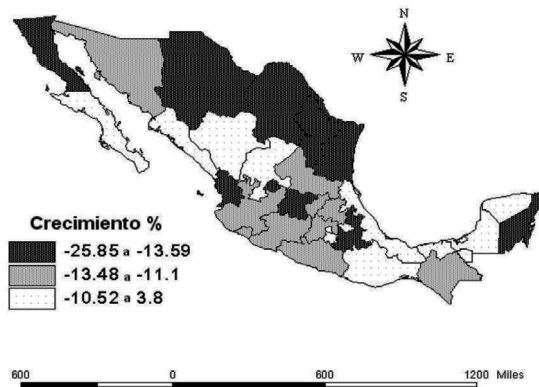 N
W E
S
Crecimiento %
-25.85 a -13.59
-13.48 a -11.1
-10.52 a 3.8
600 0 600 1200 Miles